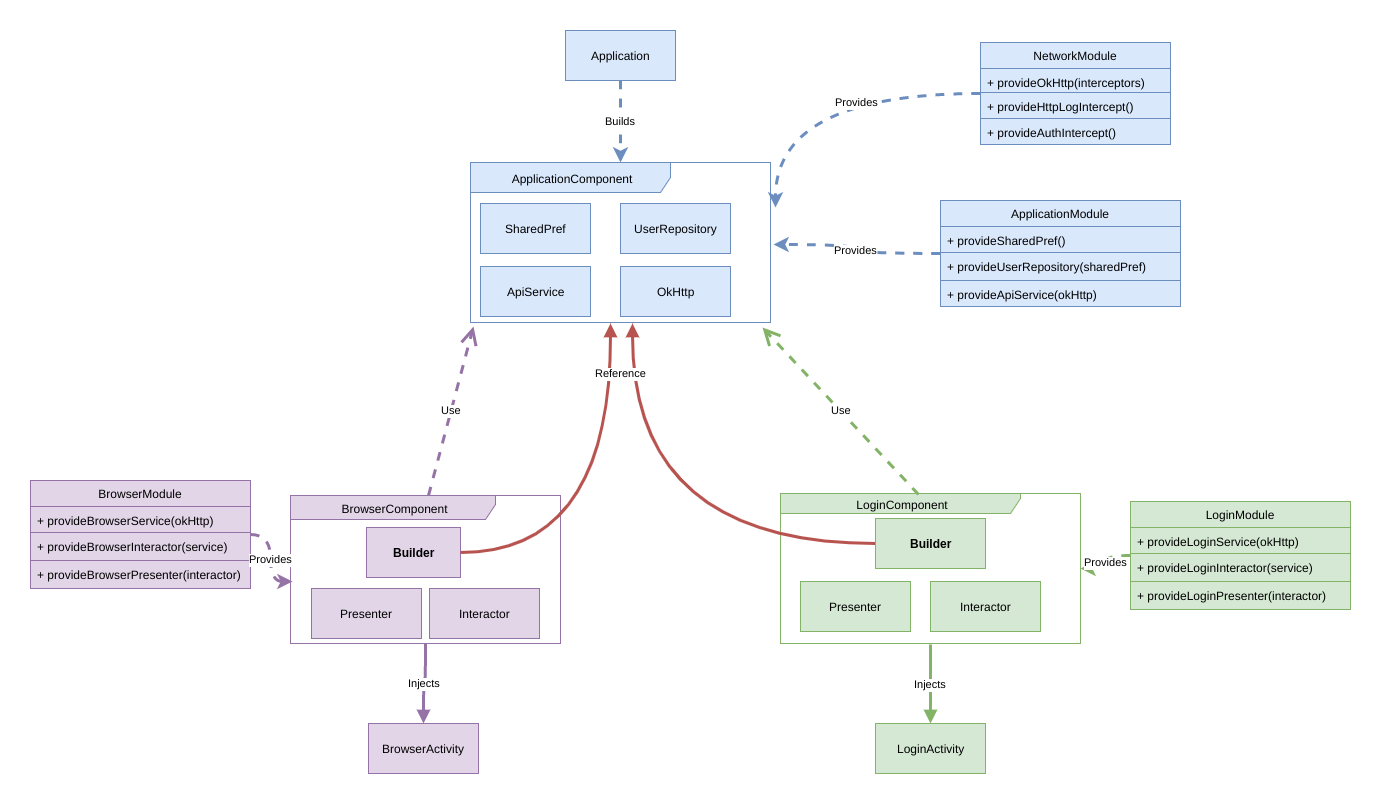 Application
Builds
NetworkModule
+ provideOkHttp(interceptors)
+ provideHttpLogIntercept()
+ provideAuthIntercept()
Provides
ApplicationComponent
SharedPref
UserRepository
ApiService
OkHttp
ApplicationModule
+ provideSharedPref()
+ provideUserRepository(sharedPref)
+ provideApiService(okHttp)
Provides
Reference
Use
Use
BrowserModule
+ provideBrowserService(okHttp)
+ provideBrowserInteractor(service)
+ provideBrowserPresenter(interactor)
Provides
BrowserComponent
Builder
Presenter
Interactor
LoginComponent
Builder
Presenter
Interactor
Provides
LoginModule
+ provideLoginService(okHttp)
+ provideLoginInteractor(service)
+ provideLoginPresenter(interactor)
Injects
Injects
BrowserActivity
LoginActivity